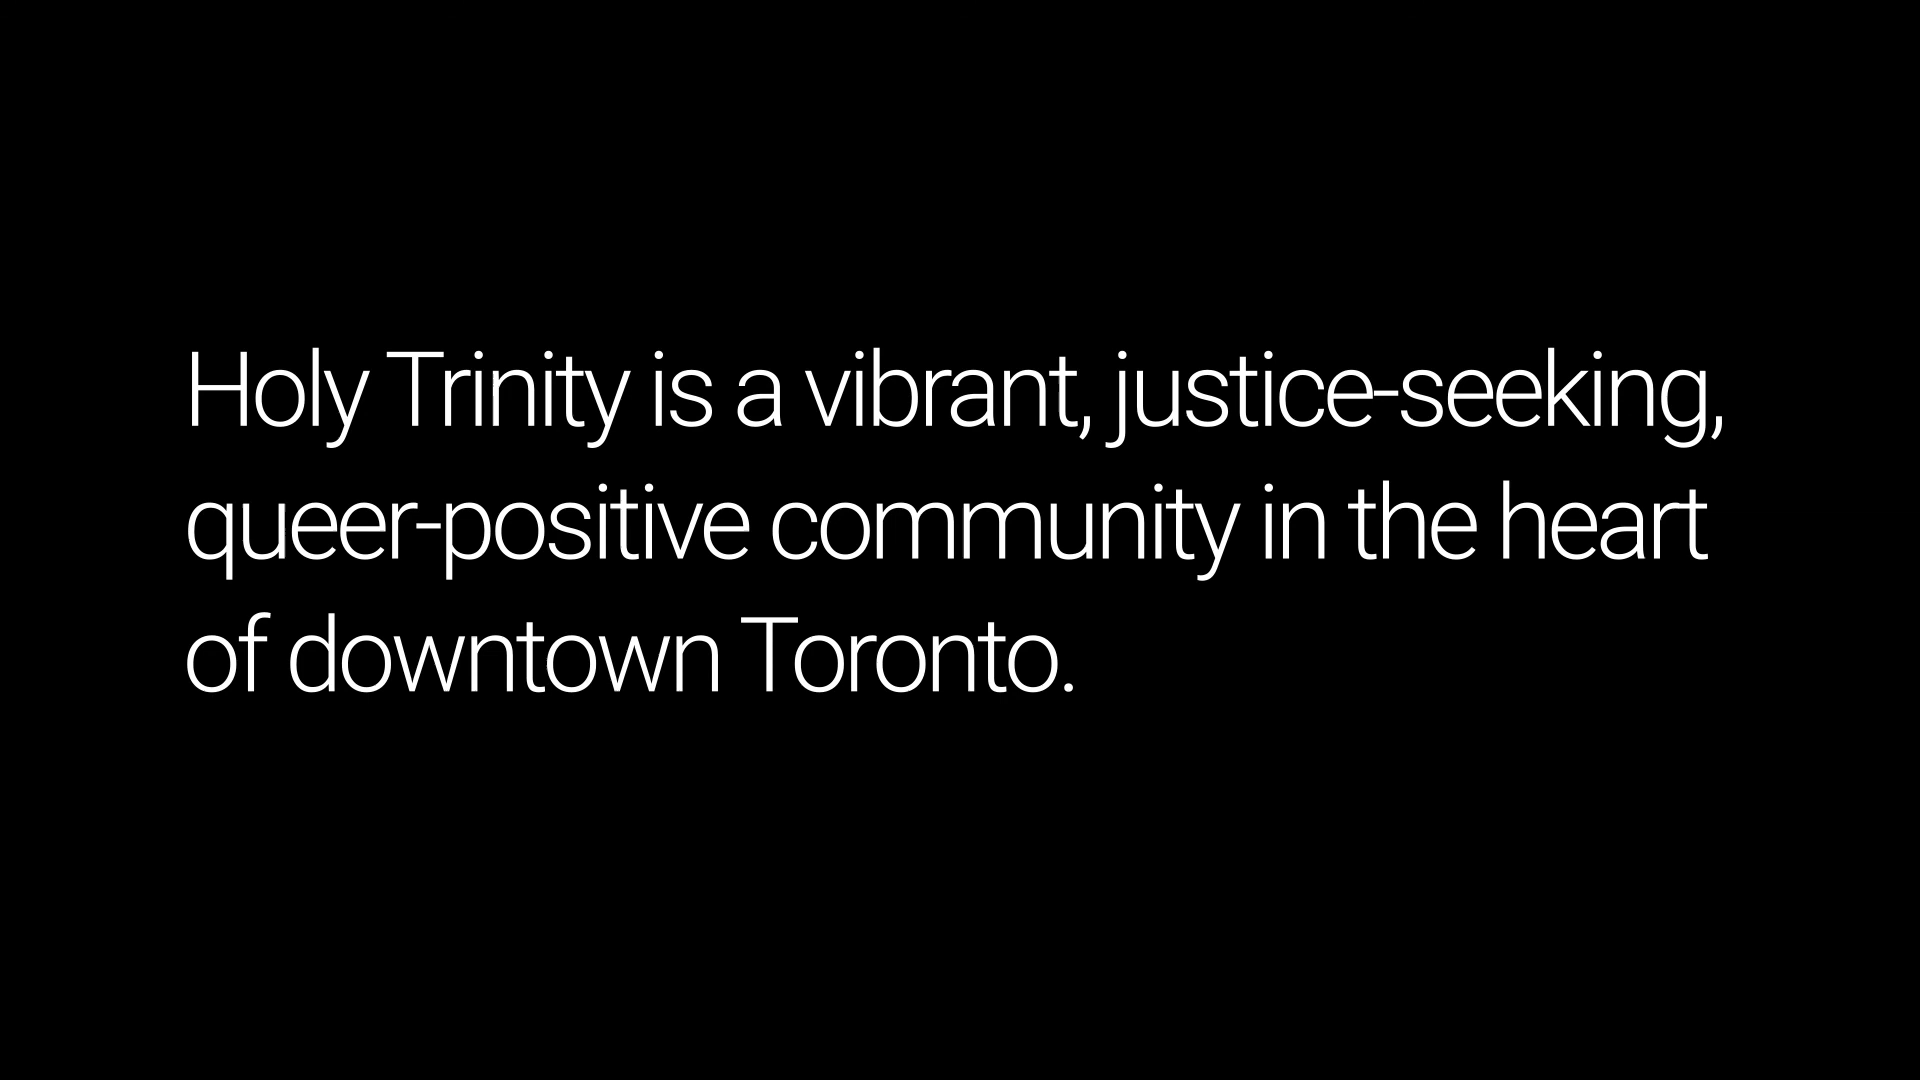 Holy Trinity is a vibrant, justice-seeking,
queer-positive community in the heart
of downtown Toronto.